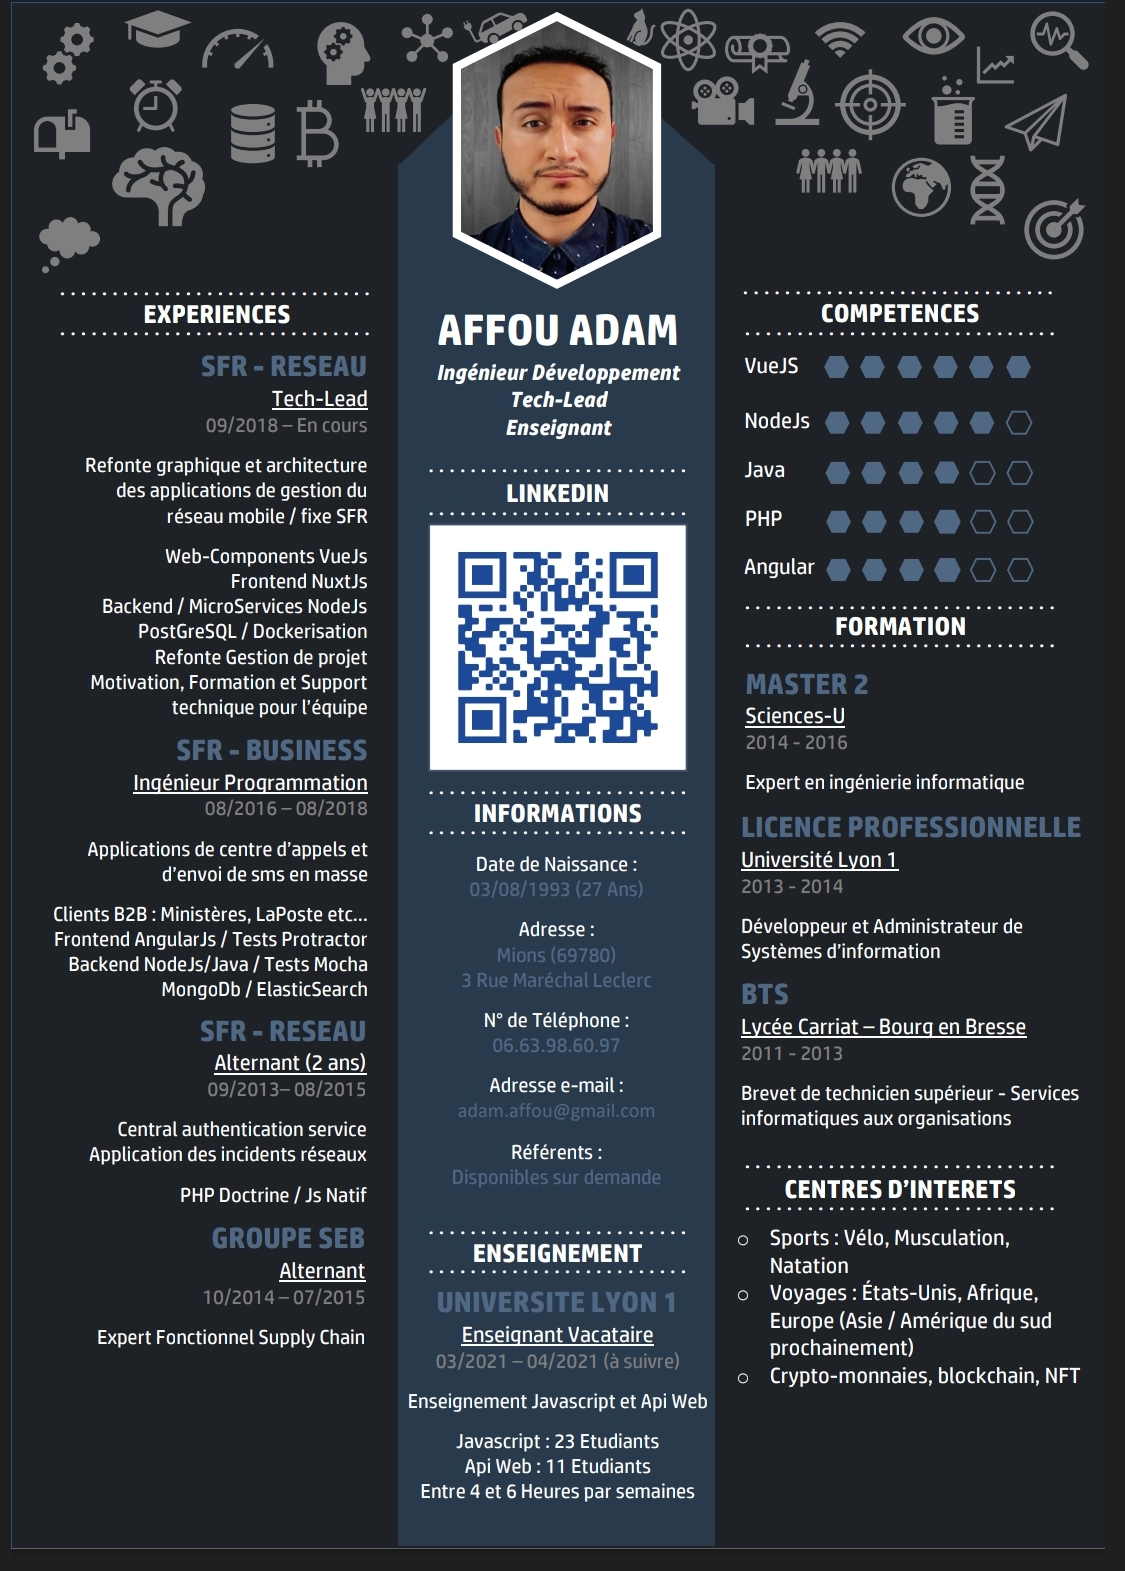 EXPERIENCES
SFR - RESEAU
Tech-Lead
09/2018 – En cours
Refonte graphique et architecture
des applications de gestion du
réseau mobile / fixe SFR
Web-Components VueJs
Frontend NuxtJs
Backend / MicroServices NodeJs
PostGreSQL / Dockerisation
Refonte Gestion de projet
Motivation, Formation et Support
technique pour l’équipe
SFR - BUSINESS
Ingénieur Programmation
08/2016 – 08/2018
Applications de centre d’appels et
d’envoi de sms en masse
Clients B2B : Ministères, LaPoste etc…
Frontend AngularJs / Tests Protractor
Backend NodeJs/Java / Tests Mocha
MongoDb / ElasticSearch
SFR - RESEAU
Alternant (2 ans)
09/2013– 08/2015
Central authentication service
Application des incidents réseaux
PHP Doctrine / Js Natif
GROUPE SEB
Alternant
10/2014 – 07/2015
Expert Fonctionnel Supply Chain
AFFOU ADAM
Ingénieur Développement
Tech-Lead
Enseignant
LINKEDIN
INFORMATIONS
Date de Naissance :
03/08/1993 (27 Ans)
Adresse :
Mions (69780)
3 Rue Maréchal Leclerc
N° de Téléphone :
06.63.98.60.97
Adresse e-mail :
adam.affou@gmail.com
Référents :
Disponibles sur demande
ENSEIGNEMENT
UNIVERSITE LYON 1
Enseignant Vacataire
03/2021 – 04/2021 (à suivre)
Enseignement Javascript et Api Web
Javascript : 23 Etudiants
Api Web : 11 Etudiants
Entre 4 et 6 Heures par semaines
COMPETENCES
VueJS
NodeJs
Java
PHP
Angular
FORMATION
MASTER 2
Sciences-U
2014 - 2016
Expert en ingénierie informatique
LICENCE PROFESSIONNELLE
Université Lyon 1
2013 - 2014
Développeur et Administrateur de
Systèmes d’information
BTS
Lycée Carriat – Bourg en Bresse
2011 - 2013
Brevet de technicien supérieur - Services
informatiques aux organisations
CENTRES D’INTERETS
○ Sports : Vélo, Musculation,
Natation
○ Voyages : États-Unis, Afrique,
Europe (Asie / Amérique du sud
prochainement)
○ Crypto-monnaies, blockchain, NFT